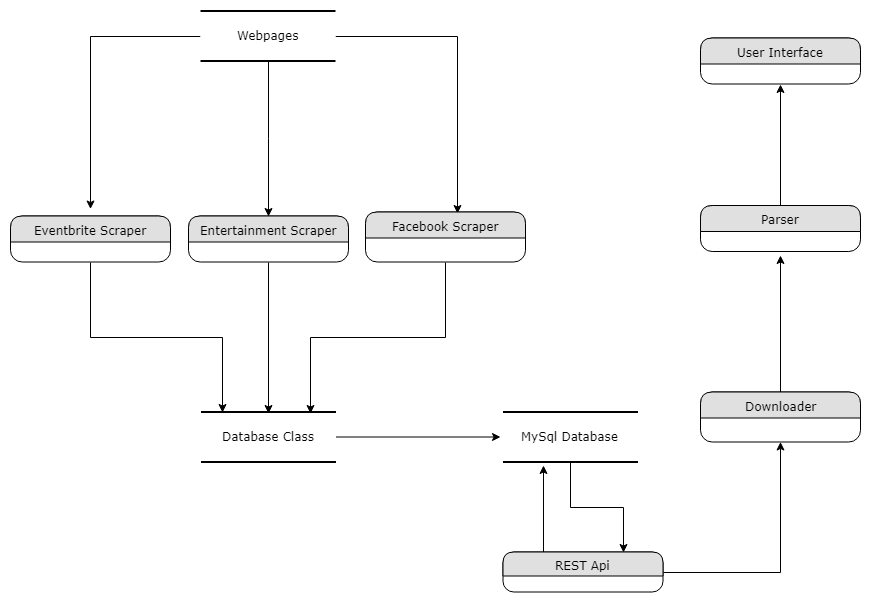 Webpages
User Interface
Eventbrite Scraper
Entertainment Scraper
Facebook Scraper
Parser
Downloader
Database Class
MySql Database
REST Api